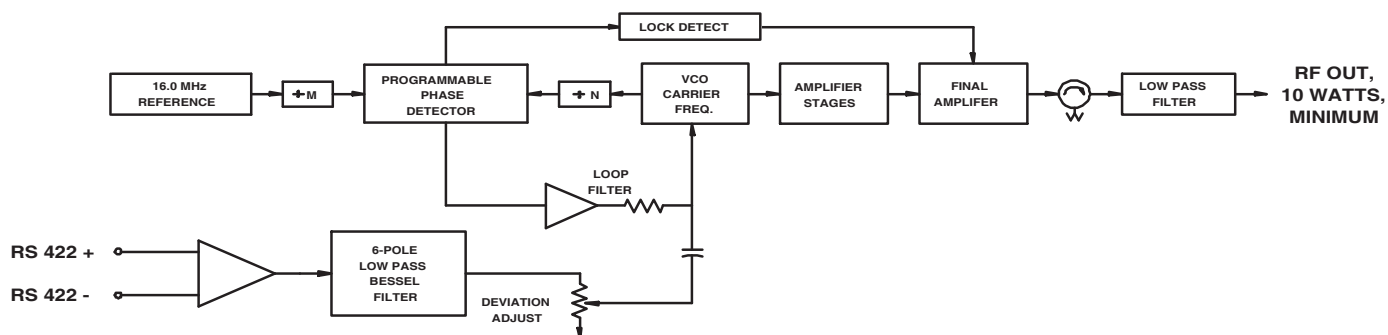 LOCK DETECT
16.0 MHz
REFERENCE
÷ M
PROGRAMMABLE
PHASE
DETECTOR
÷ N
VCO
CARRIER
FREQ.
AMPLIFIER
STAGES
FINAL
AMPLIFER
LOW PASS
FILTER
RF OUT,
10 WATTS,
MINIMUM
LOOP
FILTER
RS 422 +
RS 422 -
6-POLE
LOW PASS
BESSEL
FILTER
DEVIATION
ADJUST